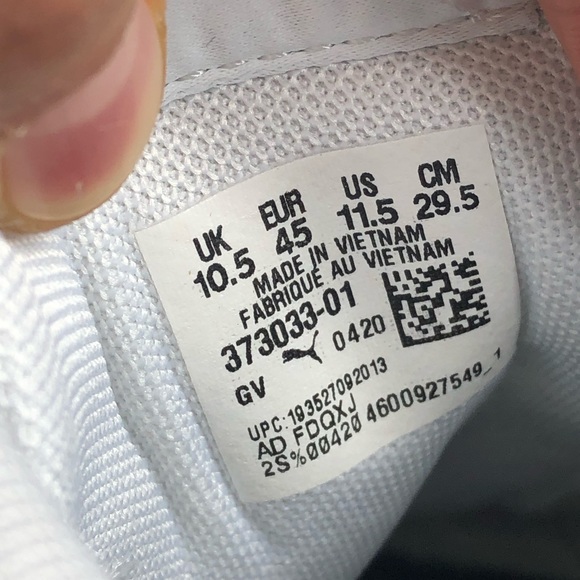 UK EUR US CM
10.5 45 11.5 29.5
MADE IN VIETNAM
FABRIQUE AU VIETNAM
373033-01
GV 0420
UPC:193527092013
AD FDQXJ
2S%00420 4600927549_1